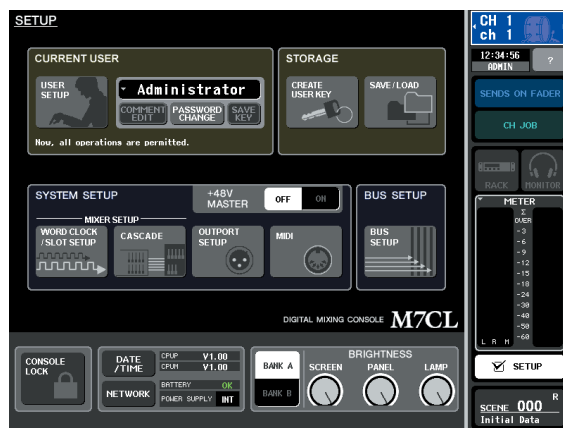 SETUP
CURRENT USER
USER
SETUP
Administrator
COMMENT
EDIT
PASSWORD
CHANGE
SAVE
KEY
Now, all operations are permitted.
STORAGE
CREATE
USER KEY
SAVE/LOAD
SYSTEM SETUP
+48V
MASTER
OFF
ON
MIXER SETUP
WORD CLOCK
/SLOT SETUP
CASCADE
OUTPORT
SETUP
MIDI
BUS SETUP
BUS
SETUP
DIGITAL MIXING CONSOLE M7CL
CONSOLE
LOCK
DATE
/TIME
CPUP V1.00
CPUM V1.00
NETWORK
BATTERY OK
POWER SUPPLY INT
BANK A
BANK B
BRIGHTNESS
SCREEN PANEL LAMP
CH 1
ch 1
12:34:56
ADMIN
?
SENDS ON FADER
CH JOB
RACK
MONITOR
METER
Σ
OVER
-3
-6
-9
-12
-15
-18
-24
-30
-40
-50
-60
L R M
SETUP
R
SCENE 000
Initial Data